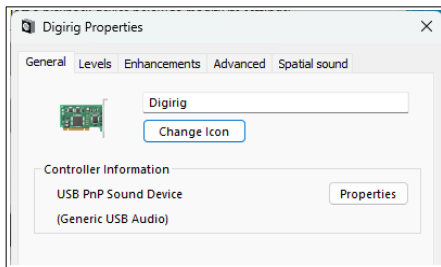 Digirig Properties
General Levels Enhancements Advanced Spatial sound
Digirig
Change Icon
Controller Information
USB PnP Sound Device Properties
(Generic USB Audio)